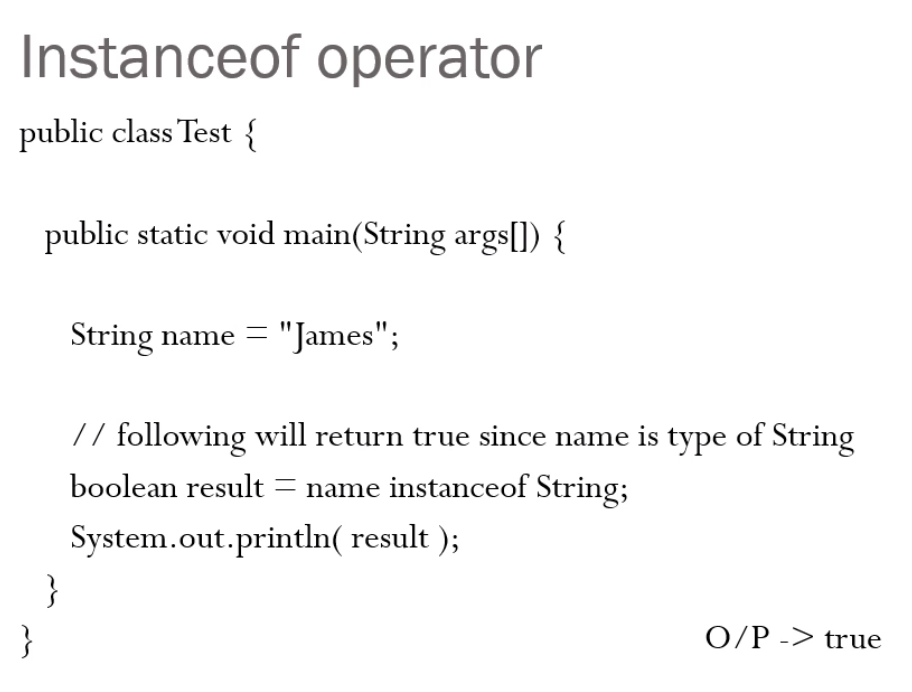 Instanceof operator
public class Test {
public static void main(String args[]) {
String name = "James";
// following will return true since name is type of String
boolean result = name instanceof String;
System.out.println( result );
}
}
O/P -> true